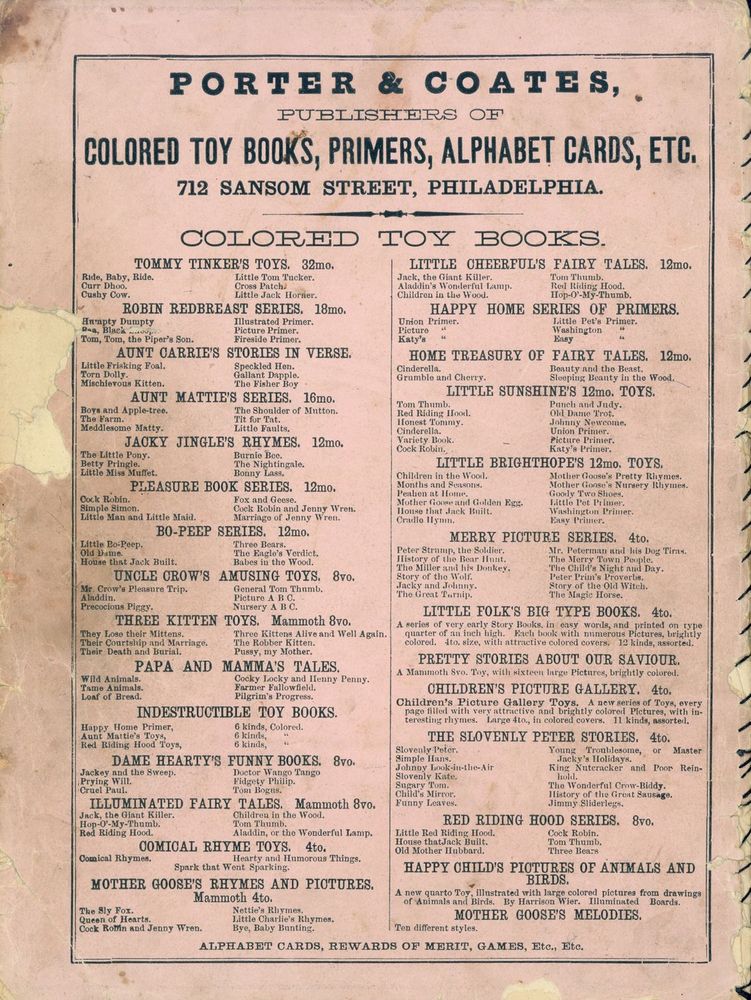 PORTER & COATES,
PUBLISHERS OF
COLORED TOY BOOKS, PRIMERS, ALPHABET CARDS, ETC.
712 SANSOM STREET, PHILADELPHIA.
COLORED TOY BOOKS.
TOMMY TINKER'S TOYS. 32mo.
Ride, Baby, Ride. Little Tom Tucker.
Curr Dhoo. Cross Patch.
Cushy Cow. Little Jack Horner.
ROBIN REDBREAST SERIES. 18mo.
Humpty Dumpty Illustrated Primer.
Black Picture Primer.
Tom, Tom, the Piper's Son. Fireside Primer.
AUNT CARRIE'S STORIES IN VERSE.
Little Frisking Foal. Speckled Hen.
Torn Dolly. Gallant Dapple.
Mischievous Kitten. The Fisher Boy
AUNT MATTIE'S SERIES. 16mo.
Boys and Apple-tree. The Shoulder of Mutton.
The Farm. Tit for Tat.
Meddlesome Matty. Little Faults.
JACKY JINGLE'S RHYMES. 12mo.
The Little Pony. Burnie Bee.
Betty Pringle. The Nightingale.
Little Miss Muffet. Bonny Lass.
PLEASURE BOOK SERIES. 12mo.
Cock Robin. Fox and Geese.
Simple Simon. Cock Robin and Jenny Wren.
Little Man and Little Maid. Marriage of Jenny Wren.
BO-PEEP SERIES. 12mo.
Little Bo-Peep. Three Bears.
Old Dame. The Eagle's Verdict.
House that Jack Built. Babes in the Wood.
UNCLE CROW'S AMUSING TOYS. 8vo.
Mr. Crow's Pleasure Trip. General Tom Thumb.
Aladdin. Picture A B C.
Precocious Piggy. Nursery A B C.
THREE KITTEN TOYS. Mammoth 8vo.
They Lose their Mittens. Three Kittens Alive and Well Again.
Their Courtship and Marriage. The Robber Kitten.
Their Death and Burial. Pussy, my Mother.
PAPA AND MAMMA'S TALES.
Wild Animals. Cocky Locky and Henny Penny.
Tame Animals. Farmer Fallowfield.
Loaf of Bread. Pilgrim's Progress.
INDESTRUCTIBLE TOY BOOKS.
Happy Home Primer, 6 kinds, Colored.
Aunt Mattie's Toys, 6 kinds, "
Red Riding Hood Toys, 6 kinds, "
DAME HEARTY'S FUNNY BOOKS. 8vo.
Jackey and the Sweep. Doctor Wango Tango
Prying Will. Fidgety Philip.
Cruel Paul. Tom Bogus.
ILLUMINATED FAIRY TALES. Mammoth 8vo.
Jack, the Giant Killer. Children in the Wood.
Hop-O'-My-Thumb. Tom Thumb.
Red Riding Hood. Aladdin, or the Wonderful Lamp.
COMICAL RHYME TOYS. 4to.
Comical Rhymes. Hearty and Humorous Things.
Spark that Went Sparking.
MOTHER GOOSE'S RHYMES AND PICTURES.
Mammoth 4to.
The Sly Fox. Nettie's Rhymes.
Queen of Hearts. Little Charlie's Rhymes.
Cock Robin and Jenny Wren. Bye, Baby Bunting.
LITTLE CHEERFUL'S FAIRY TALES. 12mo.
Jack, the Giant Killer. Tom Thumb.
Aladdin's Wonderful Lamp. Red Riding Hood.
Children in the Wood. Hop-O'-My-Thumb.
HAPPY HOME SERIES OF PRIMERS.
Union Primer. Little Pet's Primer.
Picture " Washington "
Katy's " Easy "
HOME TREASURY OF FAIRY TALES. 12mo.
Cinderella. Beauty and the Beast.
Grumble and Cherry. Sleeping Beauty in the Wood.
LITTLE SUNSHINE'S 12mo. TOYS.
Tom Thumb. Punch and Judy.
Red Riding Hood. Old Dame Trot.
Honest Tommy. Johnny Newcome.
Cinderella. Union Primer.
Variety Book. Picture Primer.
Cock Robin. Katy's Primer.
LITTLE BRIGHTHOPE'S 12mo. TOYS.
Children in the Wood. Mother Goose's Pretty Rhymes.
Months and Seasons. Mother Goose's Nursery Rhymes.
Peahen at Home. Goody Two Shoes.
Mother Goose and Golden Egg. Little Pet Primer.
House that Jack Built. Washington Primer.
Cradle Hymn. Easy Primer.
MERRY PICTURE SERIES. 4to.
Peter Strump, the Soldier. Mr. Peterman and his Dog Tiras.
History of the Bear Hunt. The Merry Town People.
The Miller and his Donkey. The Child's Night and Day.
Story of the Wolf. Peter Prim's Proverbs.
Jacky and Johnny. Story of the Old Witch.
The Great Turnip. The Magic Horse.
LITTLE FOLK'S BIG TYPE BOOKS. 4to.
A series of very early Story Books, in easy words, and printed on type
quarter of an inch high. Each book with numerous Pictures, brightly
colored. 4to. size, with attractive colored covers. 12 kinds, assorted.
PRETTY STORIES ABOUT OUR SAVIOUR.
A Mammoth 8vo. Toy, with sixteen large Pictures, brightly colored.
CHILDREN'S PICTURE GALLERY. 4to.
Children's Picture Gallery Toys. A new series of Toys, every
page filled with very attractive and brightly colored Pictures, with in-
teresting rhymes. Large 4to., in colored covers. 11 kinds, assorted.
THE SLOVENLY PETER STORIES. 4to.
Slovenly Peter. Young Troublesome, or Master
Simple Hans. Jacky's Holidays.
Johnny Look-in-the-Air King Nutcracker and Poor Rein-
Slovenly Kate. hold.
Sugary Tom. The Wonderful Crow-Biddy.
Child's Mirror. History of the Great Sausage.
Funny Leaves. Jimmy Sliderlegs.
RED RIDING HOOD SERIES. 8vo.
Little Red Riding Hood. Cock Robin.
House thatJack Built. Tom Thumb.
Old Mother Hubbard. Three Bears
HAPPY CHILD'S PICTURES OF ANIMALS AND
BIRDS.
A new quarto Toy, illustrated with large colored pictures from drawings
of Animals and Birds. By Harrison Wier. Illuminated Boards.
MOTHER GOOSE'S MELODIES.
Ten different styles.
ALPHABET CARDS, REWARDS OF MERIT, GAMES, Etc., Etc.